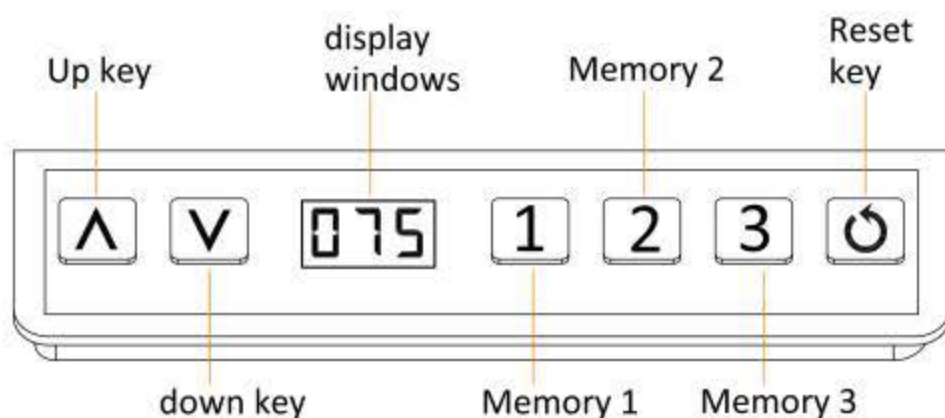 Up key
display
windows
Memory 2
Reset
key
075
1
2
3
down key
Memory 1
Memory 3